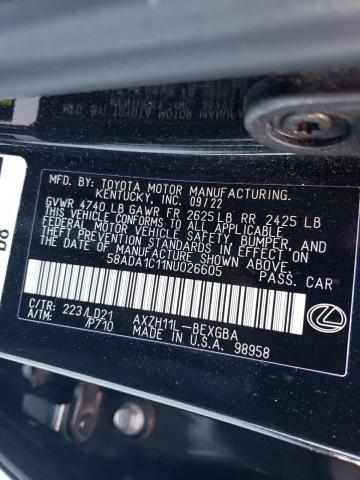 MFD. BY: TOYOTA MOTOR MANUFACTURING,
KENTUCKY, INC. 09/22
GVWR 4740 LB GAWR FR 2625 LB RR 2425 LB
THIS VEHICLE CONFORMS TO ALL APPLICABLE
FEDERAL MOTOR VEHICLE SAFETY, BUMPER, AND
THEFT PREVENTION STANDARDS IN EFFECT ON
THE DATE OF MANUFACTURE SHOWN ABOVE.
58ADA1C11NU026605 PASS. CAR
C/TR: 223/LD21 AXZH11L-BEXGBA
A/TM: /P710 MADE IN U.S.A. 98958
D8